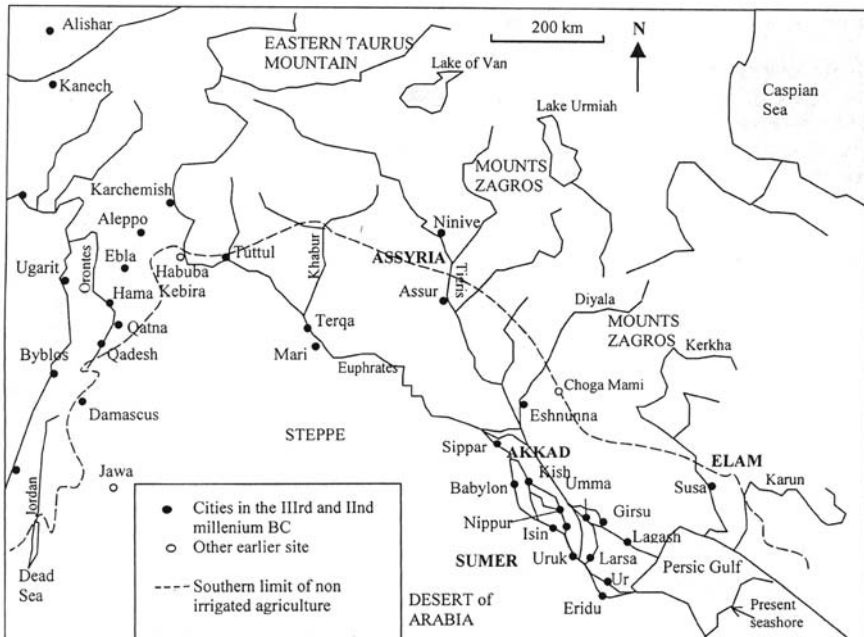 Alishar
Kanech
EASTERN TAURUS
MOUNTAIN
200 km
N
Lake of Van
Lake Urmiah
Caspian
Sea
MOUNTS
ZAGROS
Karchemish
Aleppo
Ninive
Ebla
Orontes
Habuba
Kebira
Tuttul
Khabur
ASSYRIA
Tigris
Ugarit
Hama
Assur
Diyala
Qatna
Terqa
MOUNTS
ZAGROS
Kerkha
Qadesh
Mari
Euphrates
Byblos
Choga Mami
Damascus
Eshnunna
STEPPE
Sippar
AKKAD
ELAM
Jawa
Kish
Umma
Karun
Jordan
Babylon
Susa
Girsu
Nippur
Isin
Lagash
SUMER
Uruk
Larsa
Persic Gulf
Ur
Dead
Sea
Eridu
Present
seashore
DESERT of
ARABIA
Cities in the IIIrd and IInd
millenium BC
Other earlier site
Southern limit of non
irrigated agriculture